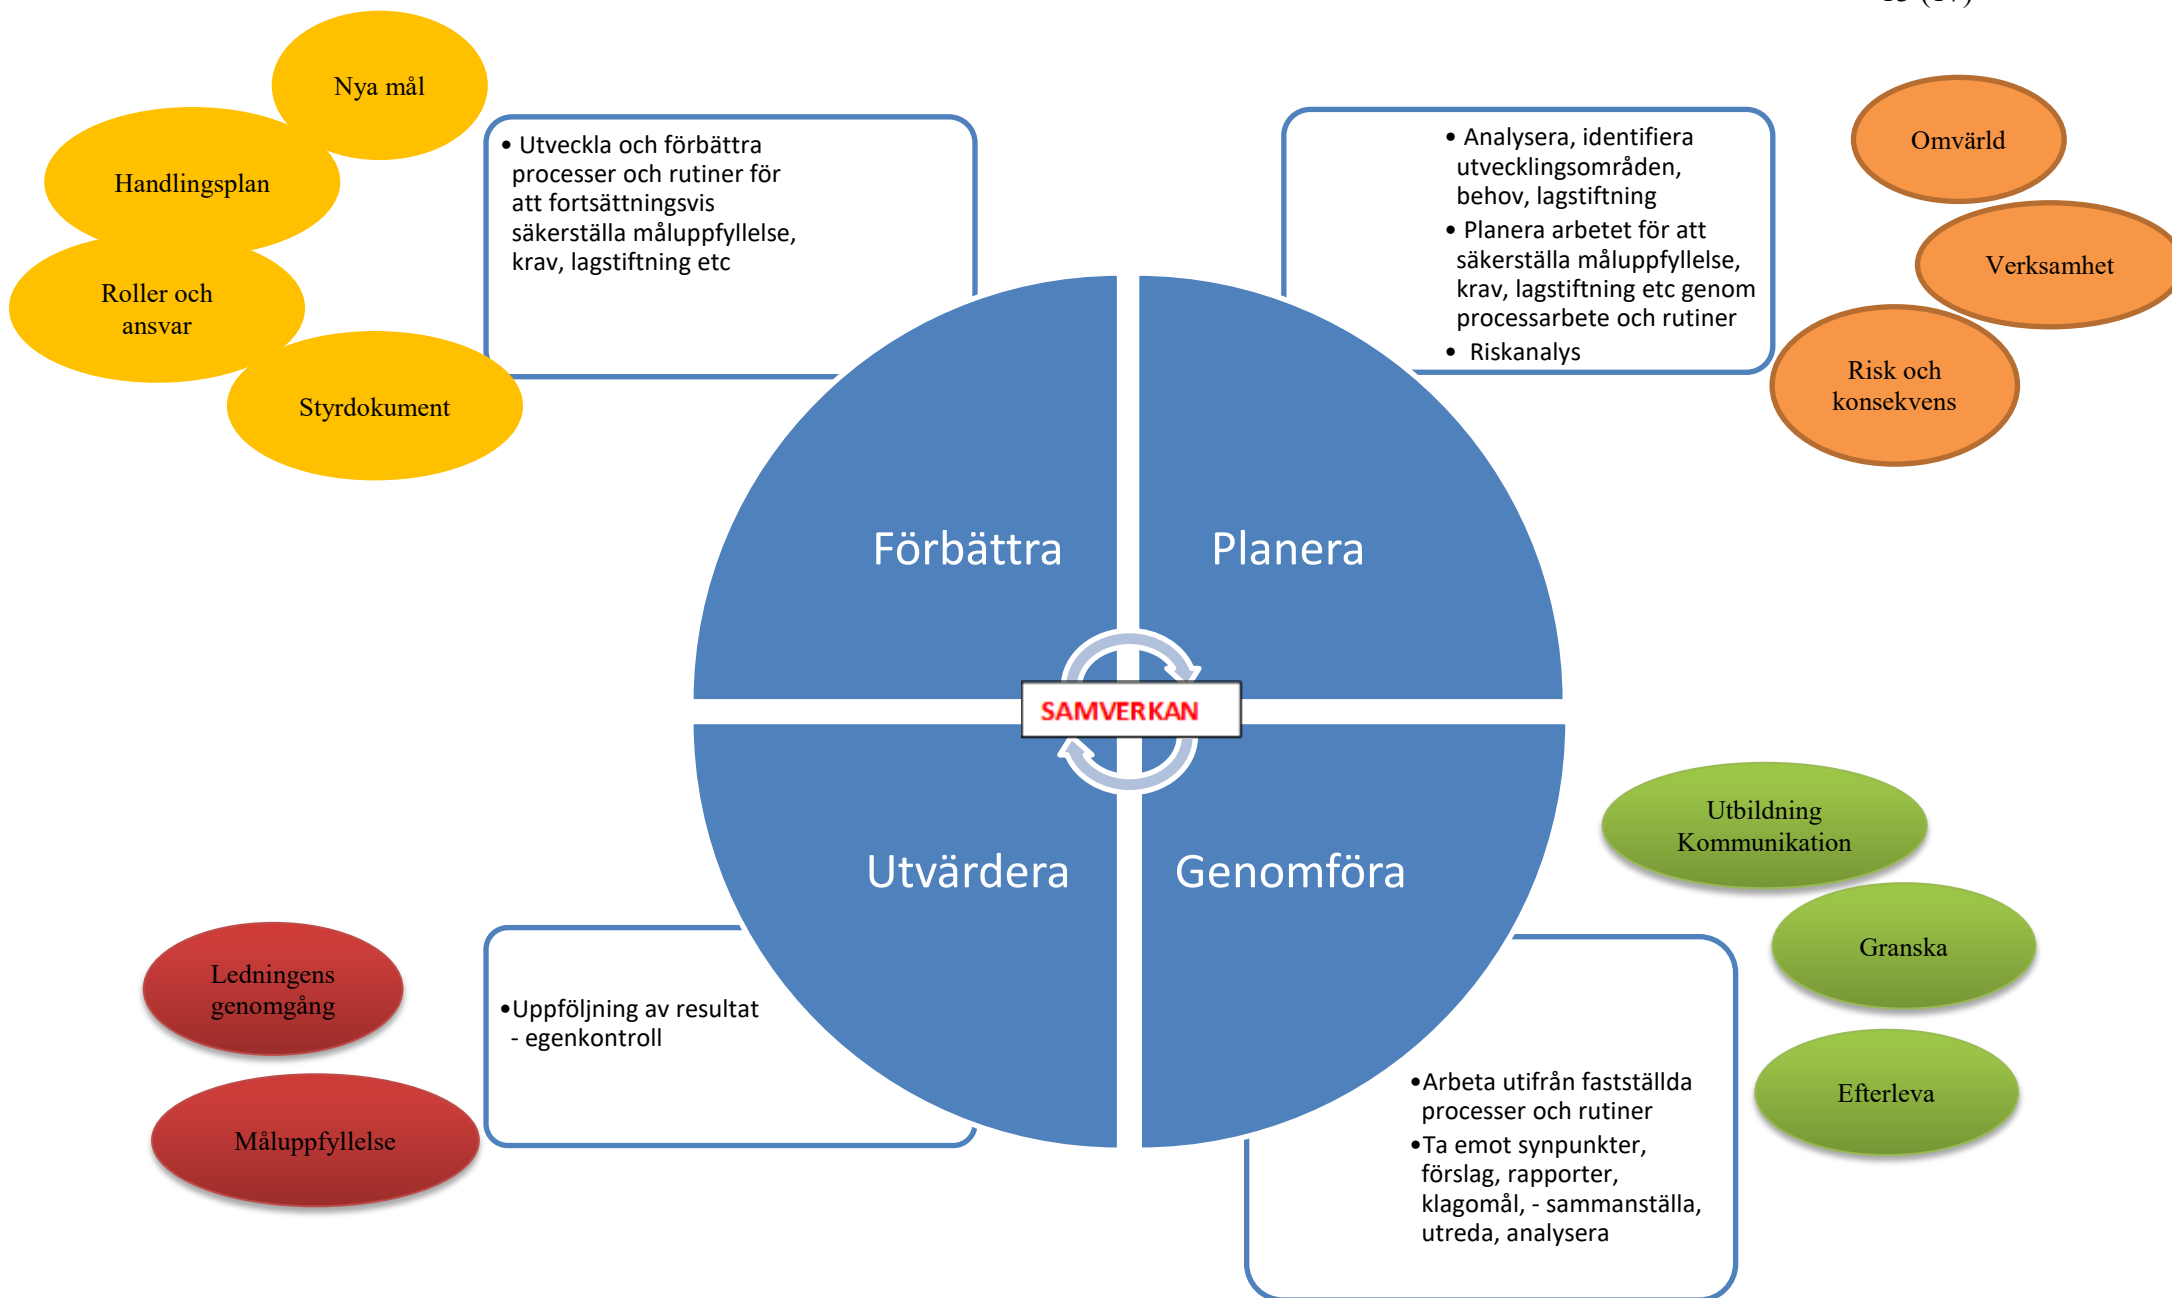 Nya mål
Handlingsplan
Roller och
ansvar
Styrdokument
• Utveckla och förbättra
processer och rutiner för
att fortsättningsvis
säkerställa måluppfyllelse,
krav, lagstiftning etc
• Analysera, identifiera
utvecklingsområden,
behov, lagstiftning
• Planera arbetet för att
säkerställa måluppfyllelse,
krav, lagstiftning etc genom
processarbete och rutiner
• Riskanalys
Omvärld
Verksamhet
Risk och
konsekvens
Förbättra
Planera
SAMVERKAN
Utvärdera
Genomföra
Utbildning
Kommunikation
Granska
Efterleva
Ledningens
genomgång
Måluppfyllelse
•Uppföljning av resultat
- egenkontroll
•Arbeta utifrån fastställda
processer och rutiner
•Ta emot synpunkter,
förslag, rapporter,
klagomål, - sammanställa,
utreda, analysera